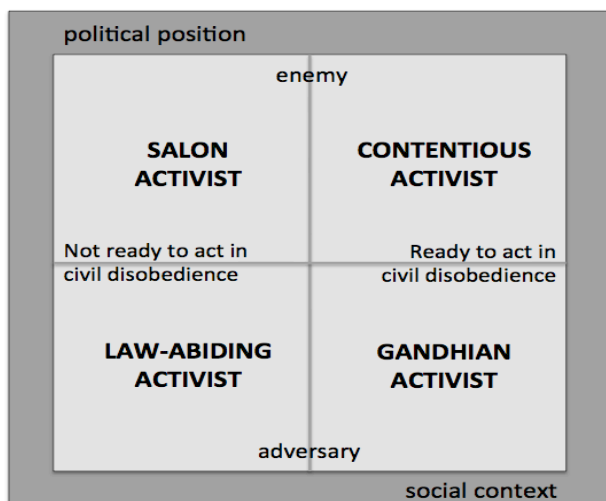 political position
enemy
SALON
ACTIVIST
CONTENTIOUS
ACTIVIST
Not ready to act in
civil disobedience
Ready to act in
civil disobedience
LAW-ABIDING
ACTIVIST
GANDHIAN
ACTIVIST
adversary
social context